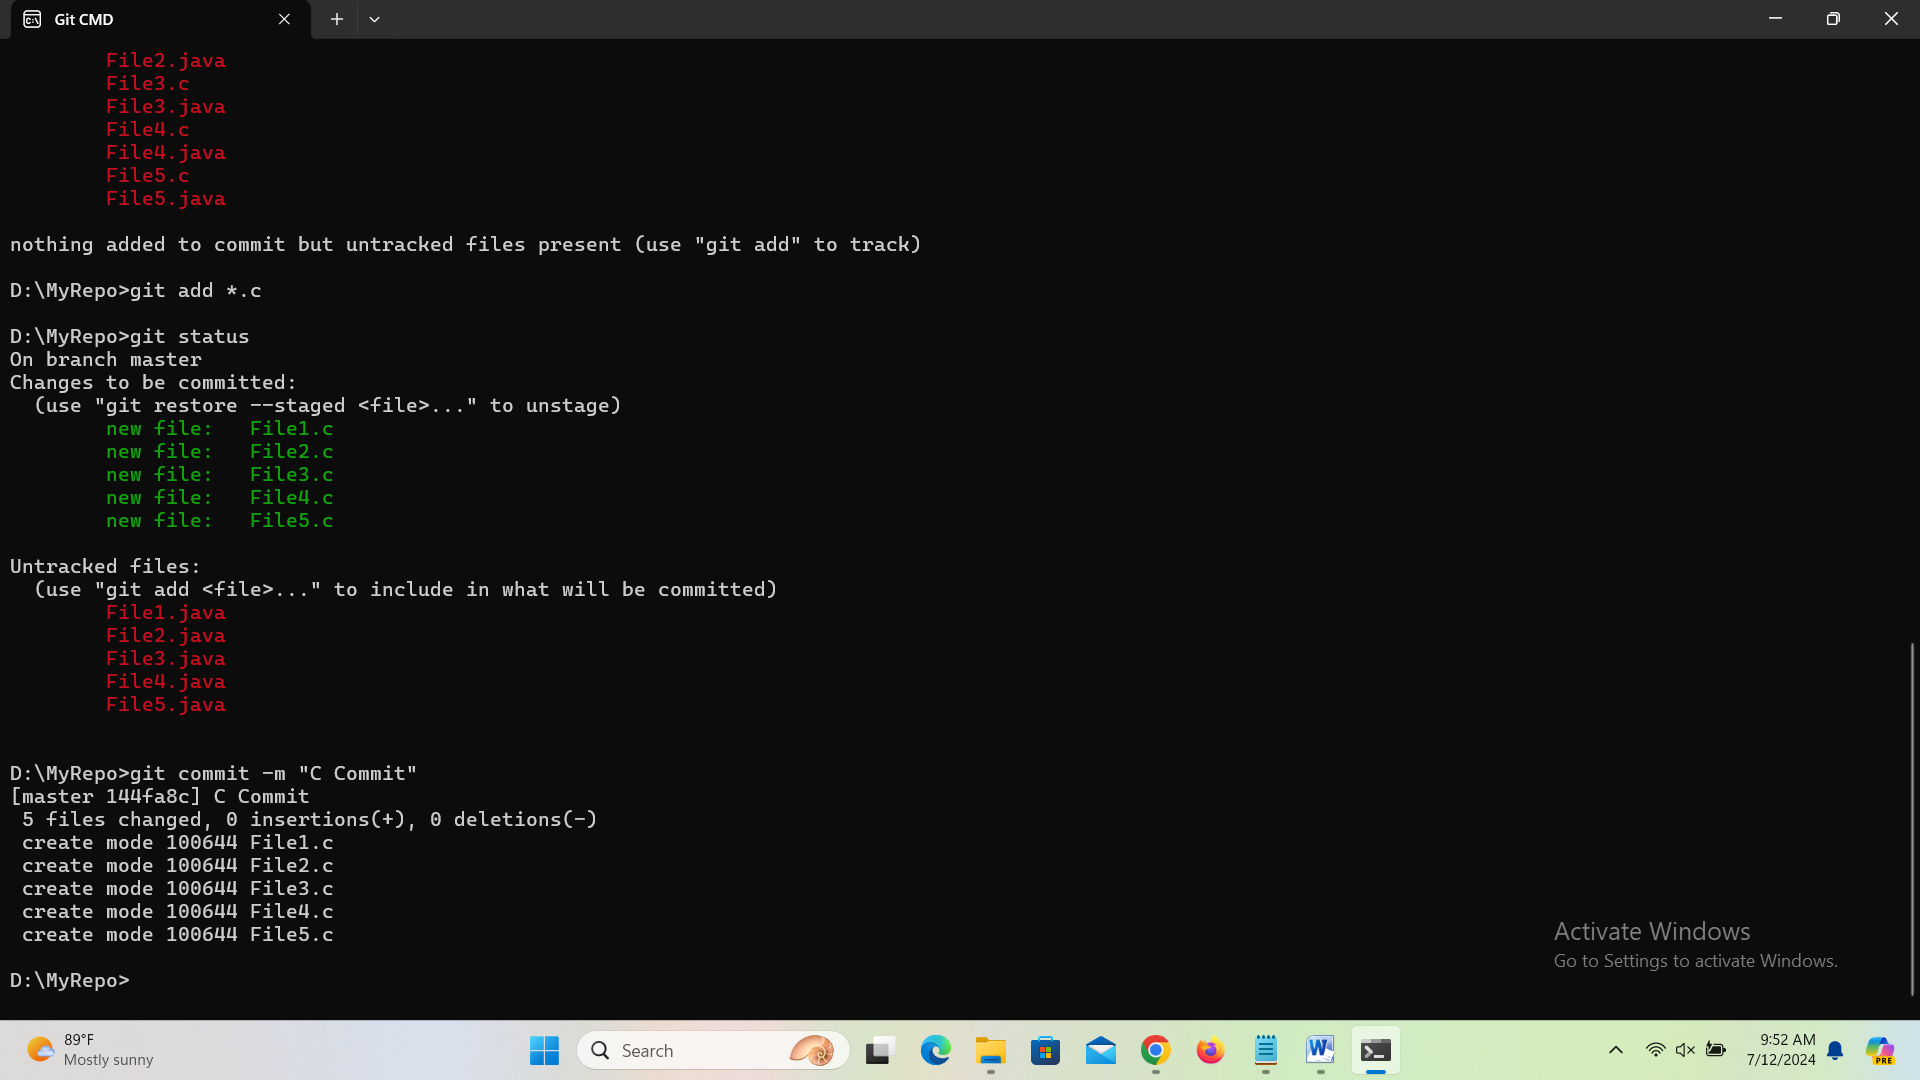 Git CMD
File2.java
File3.c
File3.java
File4.c
File4.java
File5.c
File5.java
nothing added to commit but untracked files present (use "git add" to track)
D:\MyRepo>git add *.c
D:\MyRepo>git status
On branch master
Changes to be committed:
  (use "git restore --staged <file>..." to unstage)
        new file:   File1.c
        new file:   File2.c
        new file:   File3.c
        new file:   File4.c
        new file:   File5.c
Untracked files:
  (use "git add <file>..." to include in what will be committed)
        File1.java
        File2.java
        File3.java
        File4.java
        File5.java
D:\MyRepo>git commit -m "C Commit"
[master 144fa8c] C Commit
 5 files changed, 0 insertions(+), 0 deletions(-)
 create mode 100644 File1.c
 create mode 100644 File2.c
 create mode 100644 File3.c
 create mode 100644 File4.c
 create mode 100644 File5.c
D:\MyRepo>
Activate Windows
Go to Settings to activate Windows.
89°F
Mostly sunny
Search
9:52 AM
7/12/2024
PRE